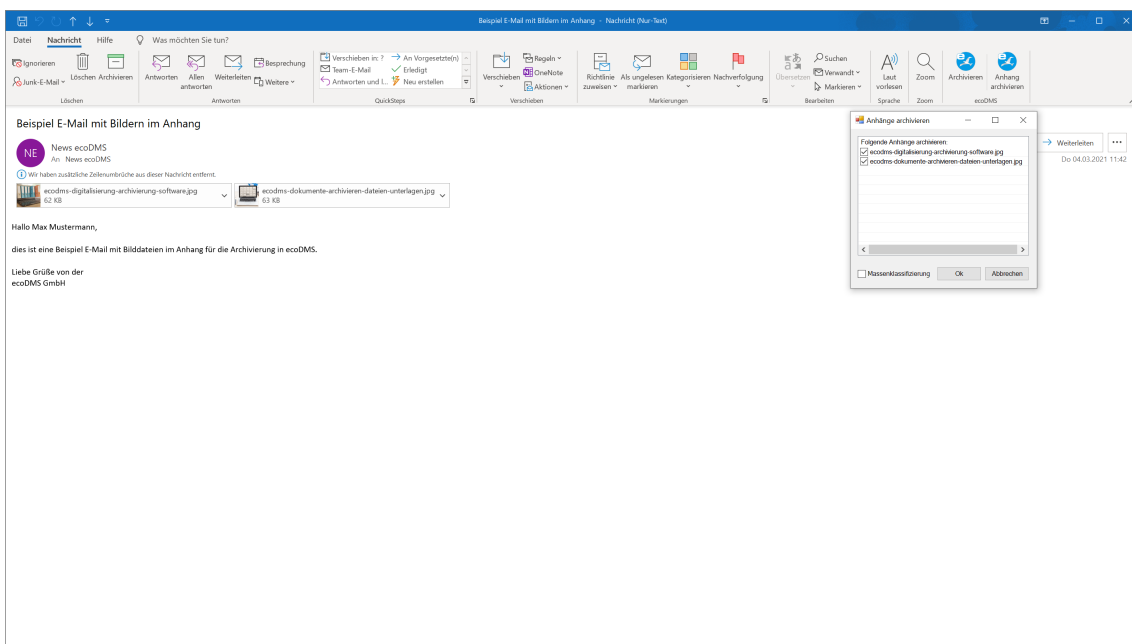 Beispiel E-Mail mit Bildern im Anhang - Nachricht (Nur-Text)
Datei Nachricht Hilfe Was möchten Sie tun?
Ignorieren
Junk-E-Mail
Löschen Archivieren
Löschen
Antworten Allen antworten Weiterleiten
Besprechung
Weitere
Antworten
Verschieben in: ? An Vorgesetzte(n)
Team-E-Mail Erledigt
Antworten und l... Neu erstellen
QuickSteps
Verschieben
Regeln
OneNote
Aktionen
Verschieben
Richtlinie zuweisen Als ungelesen markieren Kategorisieren Nachverfolgung
Markierungen
Übersetzen
Suchen
Verwandt
Markieren
Bearbeiten
Laut vorlesen
Sprache
Zoom
Zoom
Archivieren Anhang archivieren
ecoDMS
Beispiel E-Mail mit Bildern im Anhang
NE
News ecoDMS
An News ecoDMS
Weiterleiten
Do 04.03.2021 11:42
Wir haben zusätzliche Zeilenumbrüche aus dieser Nachricht entfernt.
ecodms-digitalisierung-archivierung-software.jpg
62 KB
ecodms-dokumente-archivieren-dateien-unterlagen.jpg
63 KB
Hallo Max Mustermann,
dies ist eine Beispiel E-Mail mit Bilddateien im Anhang für die Archivierung in ecoDMS.
Liebe Grüße von der
ecoDMS GmbH
Anhänge archivieren
Folgende Anhänge archivieren:
ecodms-digitalisierung-archivierung-software.jpg
ecodms-dokumente-archivieren-dateien-unterlagen.jpg
Massenklassifizierung Ok Abbrechen